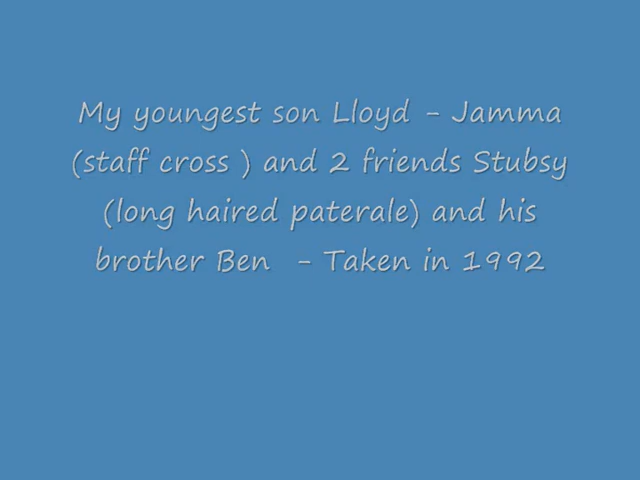 My youngest son Lloyd - Jamma
(staff cross ) and 2 friends Stubsy
(long haired paterale) and his
brother Ben  - Taken in 1992